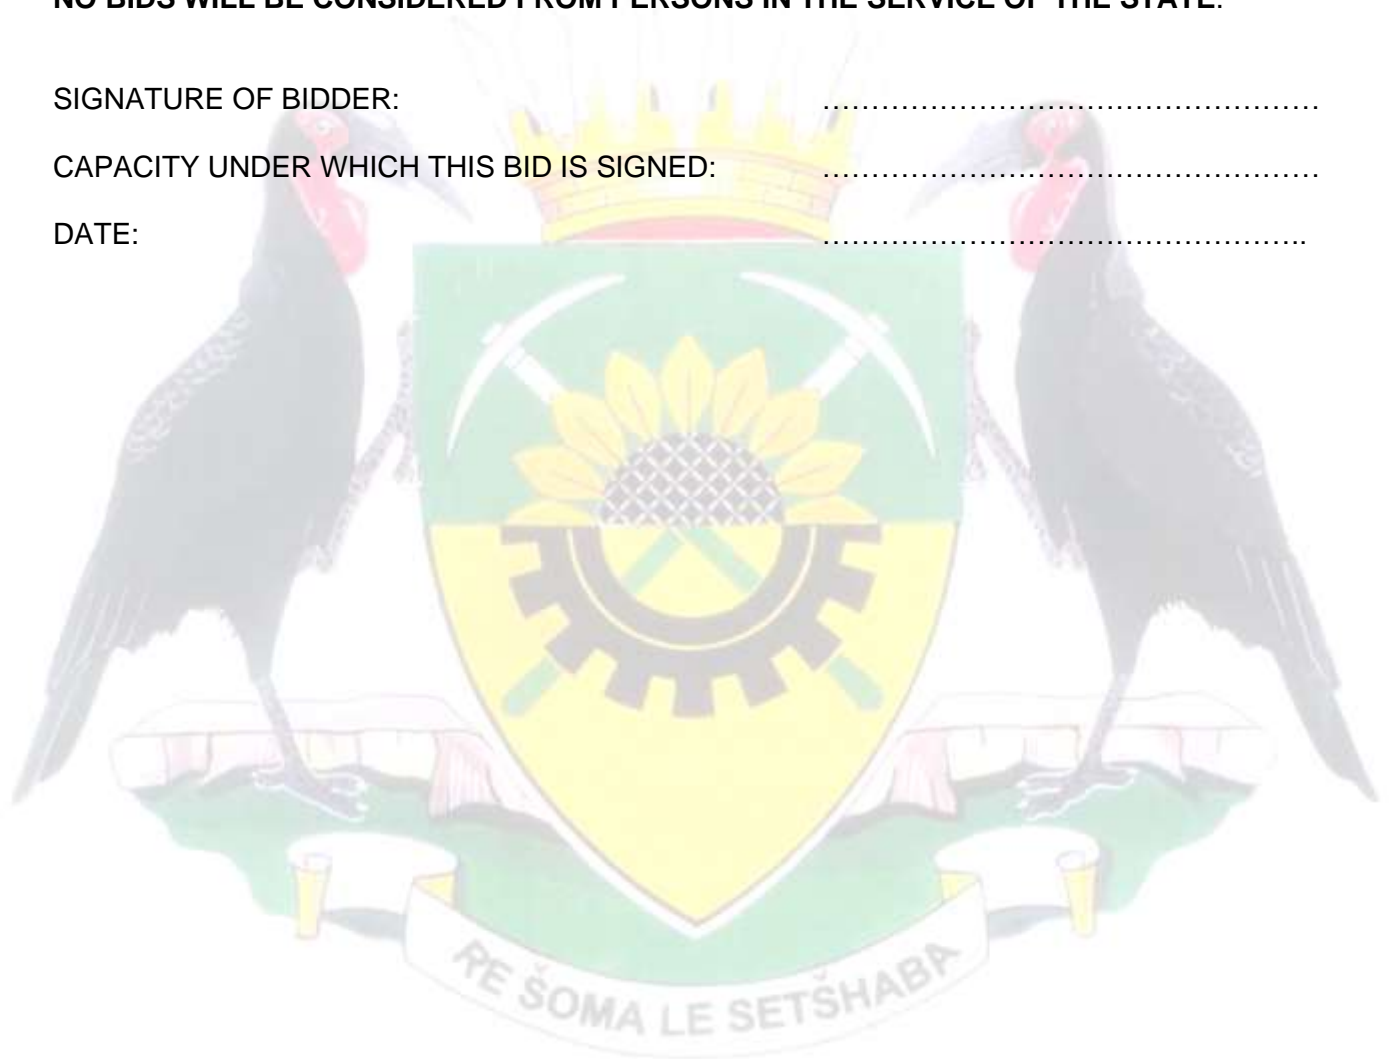 NO BIDS WILL BE CONSIDERED FROM PERSONS IN THE SERVICE OF THE STATE.
SIGNATURE OF BIDDER: ……………………………………………
CAPACITY UNDER WHICH THIS BID IS SIGNED: ……………………………………………
DATE: …………………………………………..
RE ŠOMA LE SETŠHABA